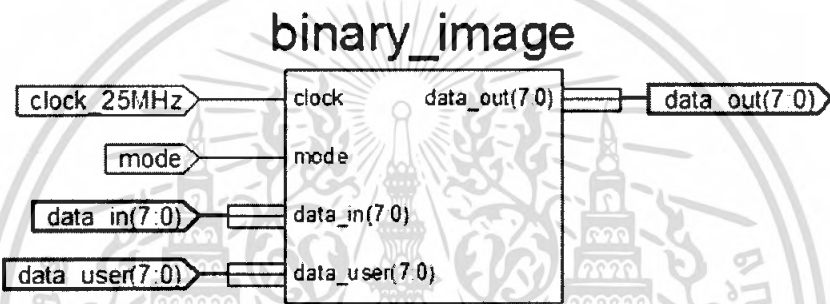 binary_image
clock_25MHz clock data_out(7:0) data_out(7:0)
mode mode
data_in(7:0) data_in(7:0)
data_user(7:0) data_user(7:0)